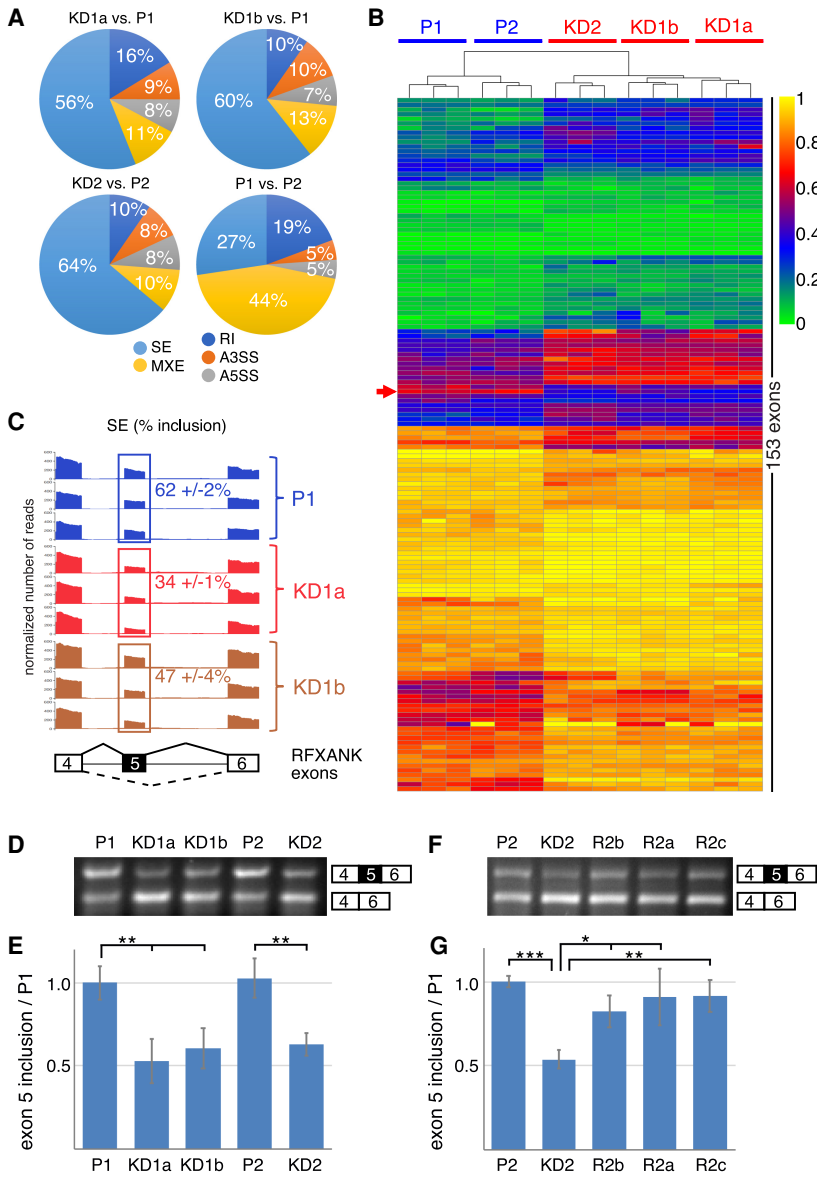 A
KD1a vs. P1
KD1b vs. P1
16%
9%
8%
11%
56%
10%
10%
7%
13%
60%
KD2 vs. P2
P1 vs. P2
10%
8%
8%
10%
64%
19%
5%
5%
44%
27%
SE
MXE
RI
A3SS
A5SS
B
P1 P2 KD2 KD1b KD1a
1
0.8
0.6
0.4
0.2
0
153 exons
C
SE (% inclusion)
normalized number of reads
62 +/-2%
P1
34 +/-1%
KD1a
47 +/-4%
KD1b
4 5 6
RFXANK
exons
D
P1 KD1a KD1b P2 KD2
4 5 6
4 6
E
** **
exon 5 inclusion / P1
1.0
0.5
P1 KD1a KD1b P2 KD2
F
P2 KD2 R2b R2a R2c
4 5 6
4 6
G
*** * **
exon 5 inclusion / P1
1.0
0.5
P2 KD2 R2b R2a R2c